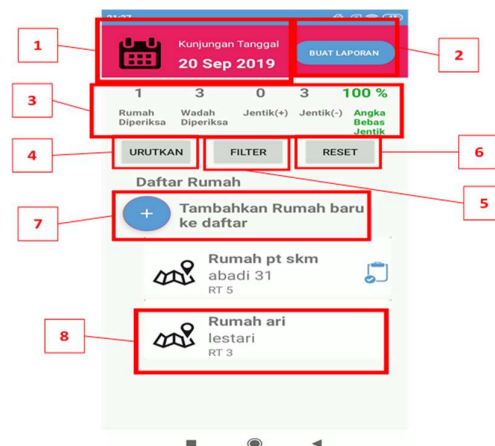 21:27
1
Kunjungan Tanggal
20 Sep 2019
BUAT LAPORAN
2
3
1 3 0 3 100 %
Rumah Diperiksa
Wadah Diperiksa
Jentik(+)
Jentik(-)
Angka Bebas Jentik
4
URUTKAN
FILTER
RESET
6
5
Daftar Rumah
7
+
Tambahkan Rumah baru
ke daftar
Rumah pt skm
abadi 31
RT 5
8
Rumah ari
lestari
RT 3